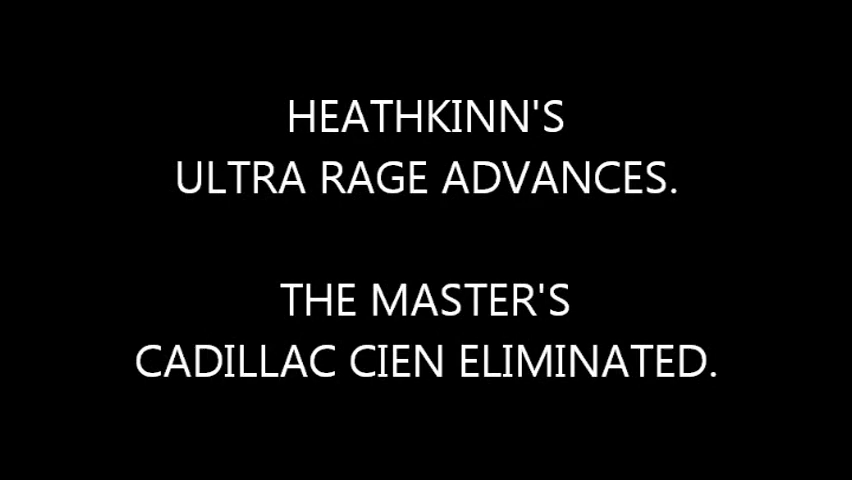 HEATHKINN'S
ULTRA RAGE ADVANCES.
THE MASTER'S
CADILLAC CIEN ELIMINATED.